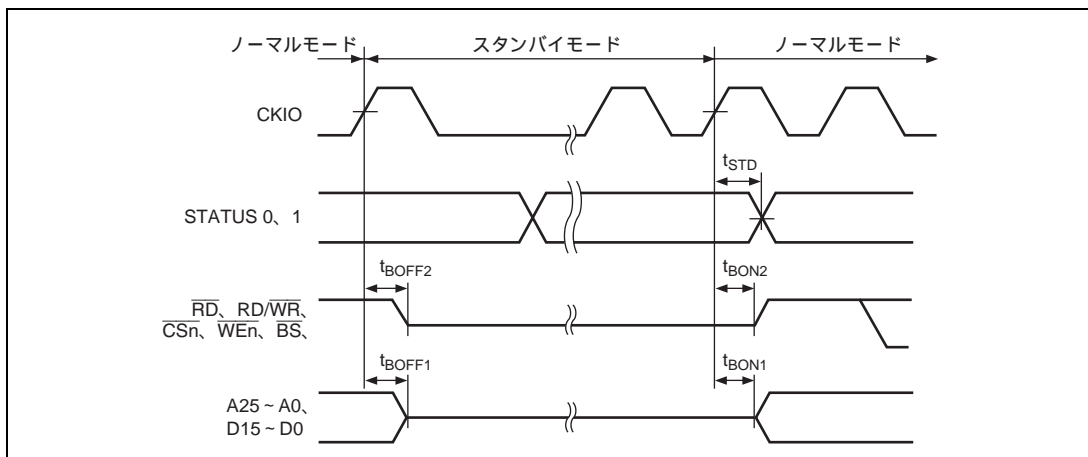 ノーマルモード スタンバイモード ノーマルモード
CKIO
tSTD
STATUS 0、1
tBOFF2 tBON2
RD、RD/WR、
CSn、WEn、BS、
tBOFF1 tBON1
A25 ~ A0、
D15 ~ D0